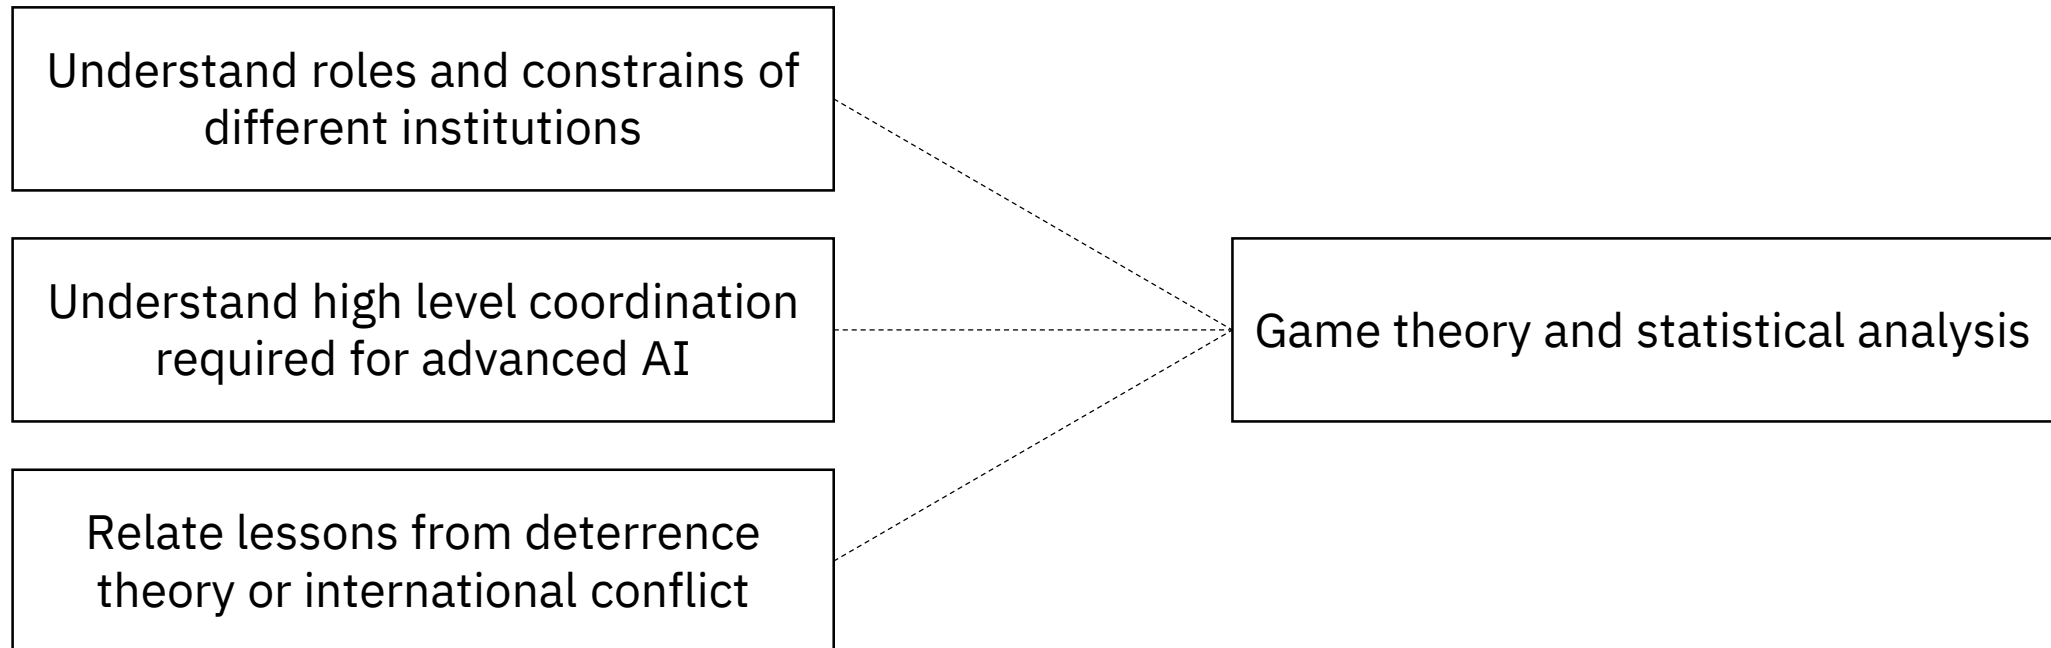 Understand roles and constrains of
different institutions
Understand high level coordination
required for advanced AI
Game theory and statistical analysis
Relate lessons from deterrence
theory or international conflict